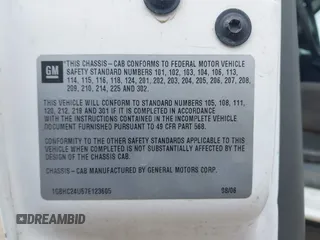 GM
THIS CHASSIS - CAB CONFORMS TO FEDERAL MOTOR VEHICLE
SAFETY STANDARD NUMBERS 101, 102, 103, 104, 106, 113,
114, 115, 116, 118, 124, 201, 202, 203, 204, 205, 206, 207, 208,
209, 210, 214, 225 AND 302.
THIS VEHICLE WILL CONFORM TO STANDARD NUMBERS 105, 108, 111,
120, 212, 219 AND 301 IF IT IS COMPLETED IN ACCORDANCE
WITH THE INSTRUCTIONS CONTAINED IN THE INCOMPLETE
DOCUMENT FURNISHED PURSUANT TO 49 CFR PART 568.
CONFORMITY TO THE OTHER SAFETY STANDARDS APPLICABLE
TO THIS VEHICLE WHEN COMPLETED IS NOT AFFECTED BY
THE DESIGN OF THE CHASSIS CAB.
CHASSIS - CAB MANUFACTURED BY GENERAL MOTORS CORP.
1GBHC24U57E123605
GRAB A BID